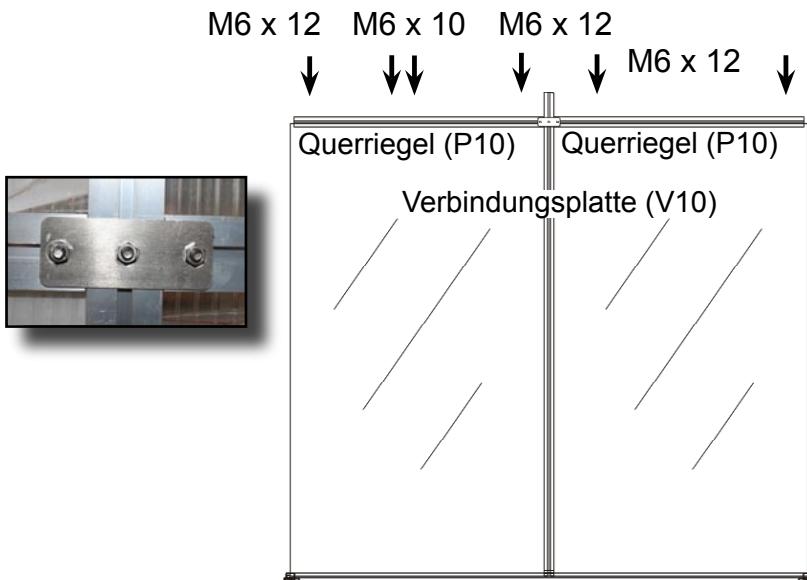 M6 x 12 M6 x 10 M6 x 12
M6 x 12
Querriegel (P10) Querriegel (P10)
Verbindungsplatte (V10)